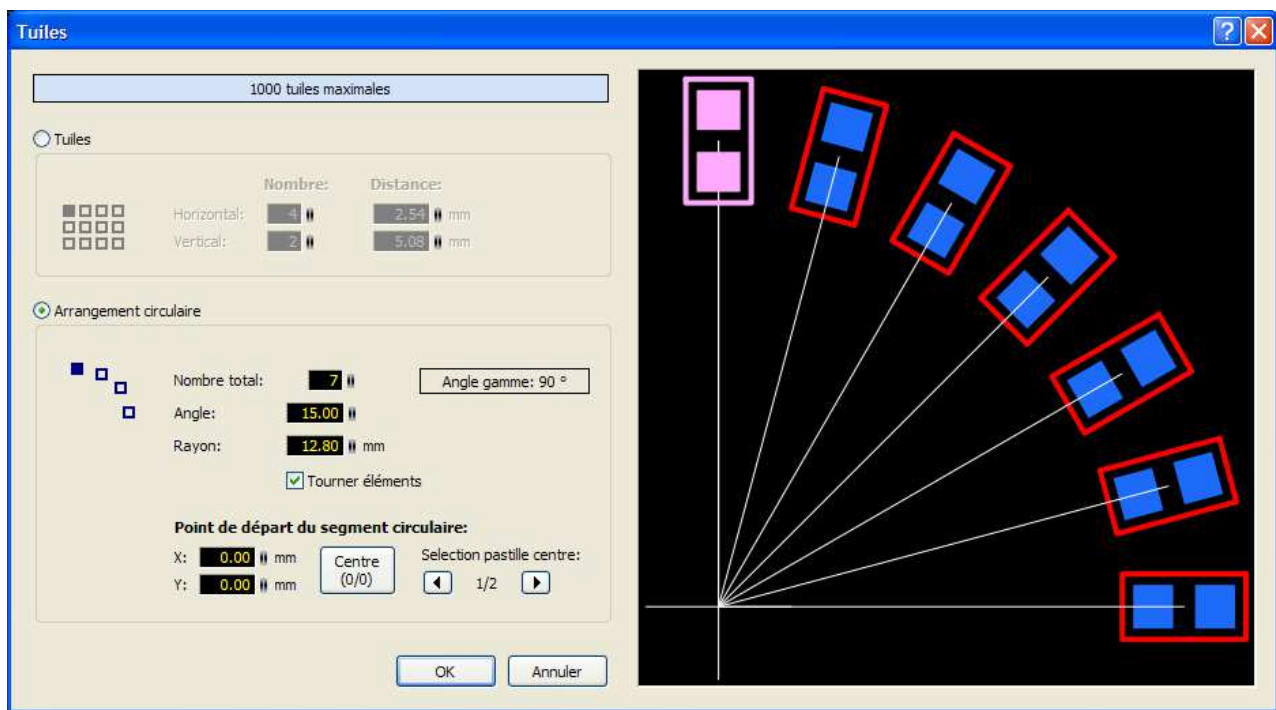 Tuiles
1000 tuiles maximales
Tuiles
Nombre: Distance:
Horizontal: 4 2.54 mm
Vertical: 2 5.08 mm
Arrangement circulaire
Nombre total: 7 Angle gamme: 90 °
Angle: 15.00
Rayon: 12.80 mm
Tourner éléments
Point de départ du segment circulaire:
X: 0.00 mm
Y: 0.00 mm
Centre
(0/0)
Selection pastille centre:
1/2
OK Annuler